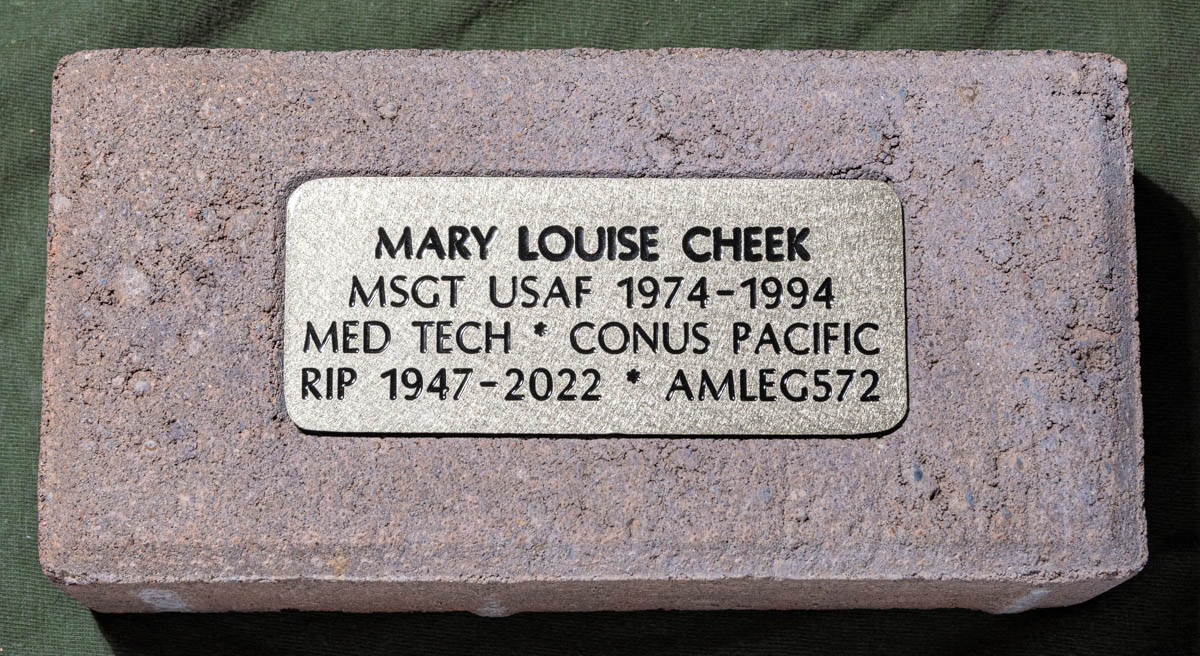 MARY LOUISE CHEEK
MSGT USAF 1974-1994
MED TECH * CONUS PACIFIC
RIP 1947-2022 * AMLEG572